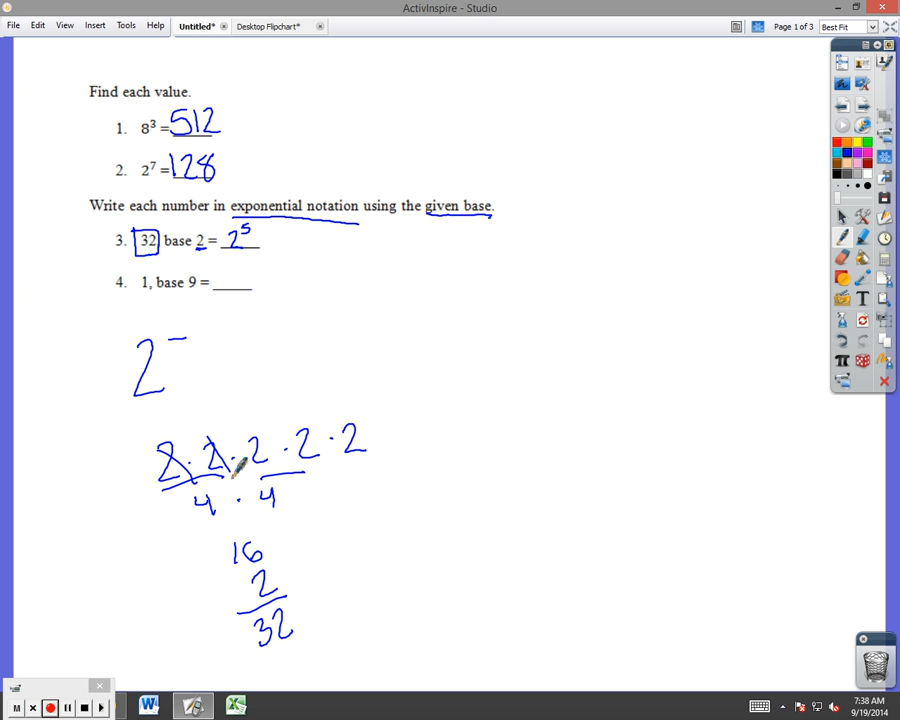 ActivInspire - Studio
File Edit View Insert Tools Help Untitled* Desktop Flipchart* Page 1 of 3 Best Fit
Find each value.
1. 8³ = 512
2. 2⁷ = 128
Write each number in exponential notation using the given base.
3. 32 base 2 = 2⁵
4. 1, base 9 = _____
2
2 · 2 · 2 · 2 · 2
4 · 4
16
2
32
M
7:38 AM
9/19/2014